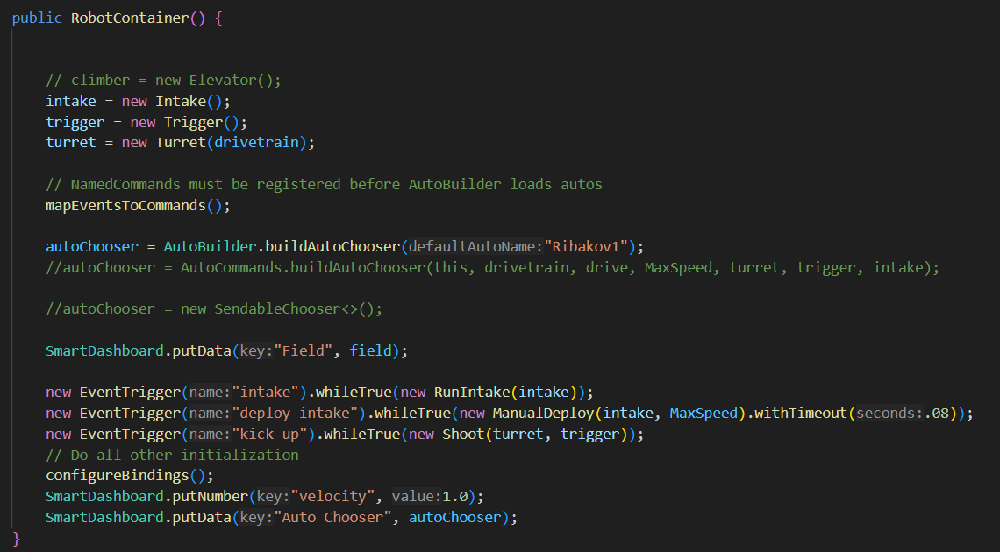 public RobotContainer() {
// climber = new Elevator();
intake = new Intake();
trigger = new Trigger();
turret = new Turret(drivetrain);
// NamedCommands must be registered before AutoBuilder loads autos
mapEventsToCommands();
autoChooser = AutoBuilder.buildAutoChooser(defaultAutoName:"Ribakov1");
//autoChooser = AutoCommands.buildAutoChooser(this, drivetrain, drive, MaxSpeed, turret, trigger, intake);
//autoChooser = new SendableChooser<>();
SmartDashboard.putData(key:"Field", field);
new EventTrigger(name:"intake").whileTrue(new RunIntake(intake));
new EventTrigger(name:"deploy intake").whileTrue(new ManualDeploy(intake, MaxSpeed).withTimeout(seconds:.08));
new EventTrigger(name:"kick up").whileTrue(new Shoot(turret, trigger));
// Do all other initialization
configureBindings();
SmartDashboard.putNumber(key:"velocity", value:1.0);
SmartDashboard.putData(key:"Auto Chooser", autoChooser);
}